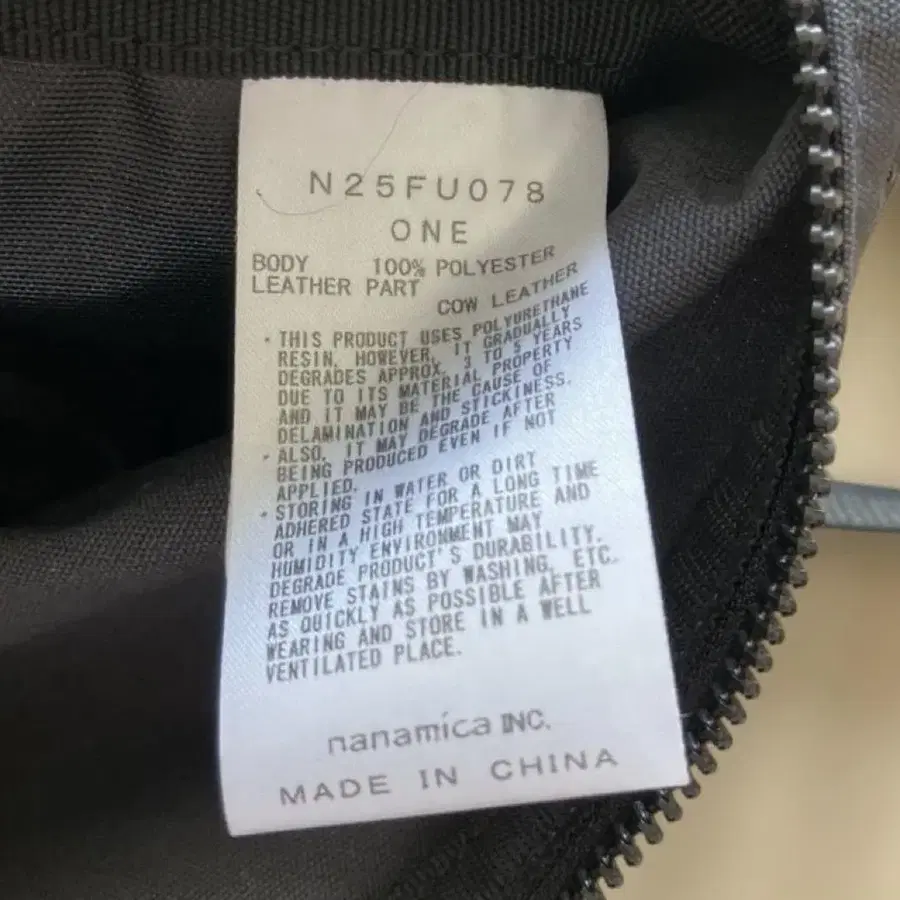 N25FU078
ONE
BODY 100% POLYESTER
LEATHER PART COW LEATHER
・THIS PRODUCT USES POLYURETHANE
RESIN. HOWEVER, IT GRADUALLY
DEGRADES APPROX. 3 TO 5 YEARS
DUE TO ITS MATERIAL PROPERTY
AND IT MAY BE THE CAUSE OF
DELAMINATION AND STICKINESS.
・ALSO, IT MAY DEGRADE AFTER
BEING PRODUCED EVEN IF NOT
APPLIED.
・STORING IN WATER OR DIRT
ADHERED STATE FOR A LONG TIME
OR IN A HIGH TEMPERATURE AND
HUMIDITY ENVIRONMENT MAY
DEGRADE PRODUCT'S DURABILITY.
REMOVE STAINS BY WASHING, ETC.
AS QUICKLY AS POSSIBLE AFTER
WEARING AND STORE IN A WELL
VENTILATED PLACE.
nanamica INC.
MADE IN CHINA